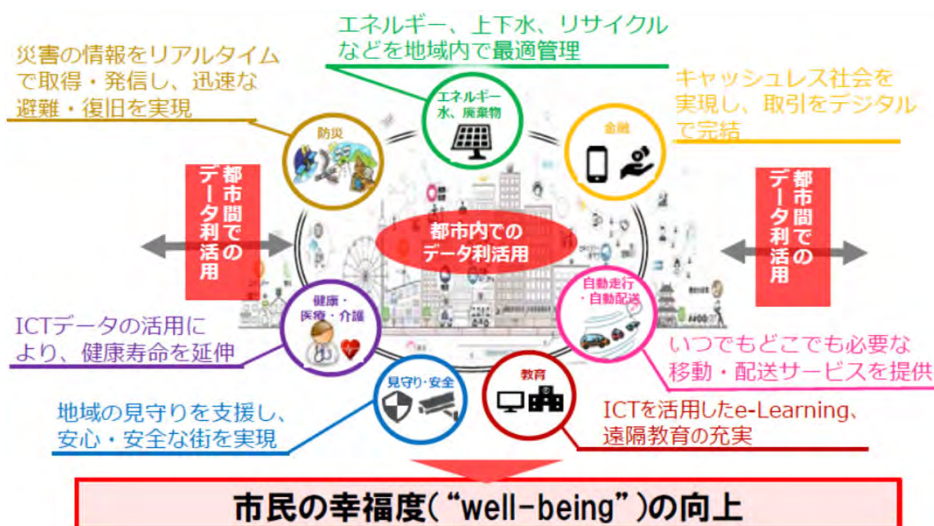 エネルギー、上下水、リサイクル
などを地域内で最適管理
災害の情報をリアルタイム
で取得・発信し、迅速な
避難・復旧を実現
キャッシュレス社会を
実現し、取引をデジタル
で完結
エネルギー
水、廃棄物
防災
金融
都市間での
データ利活用
都市内での
データ利活用
都市間での
データ利活用
健康・
医療・介護
自動走行
・自動配送
ICTデータの活用に
より、健康寿命を延伸
いつでもどこでも必要な
移動・配送サービスを提供
見守り・安全
教育
地域の見守りを支援し、
安心・安全な街を実現
ICTを活用したe-Learning、
遠隔教育の充実
市民の幸福度(“well-being”)の向上